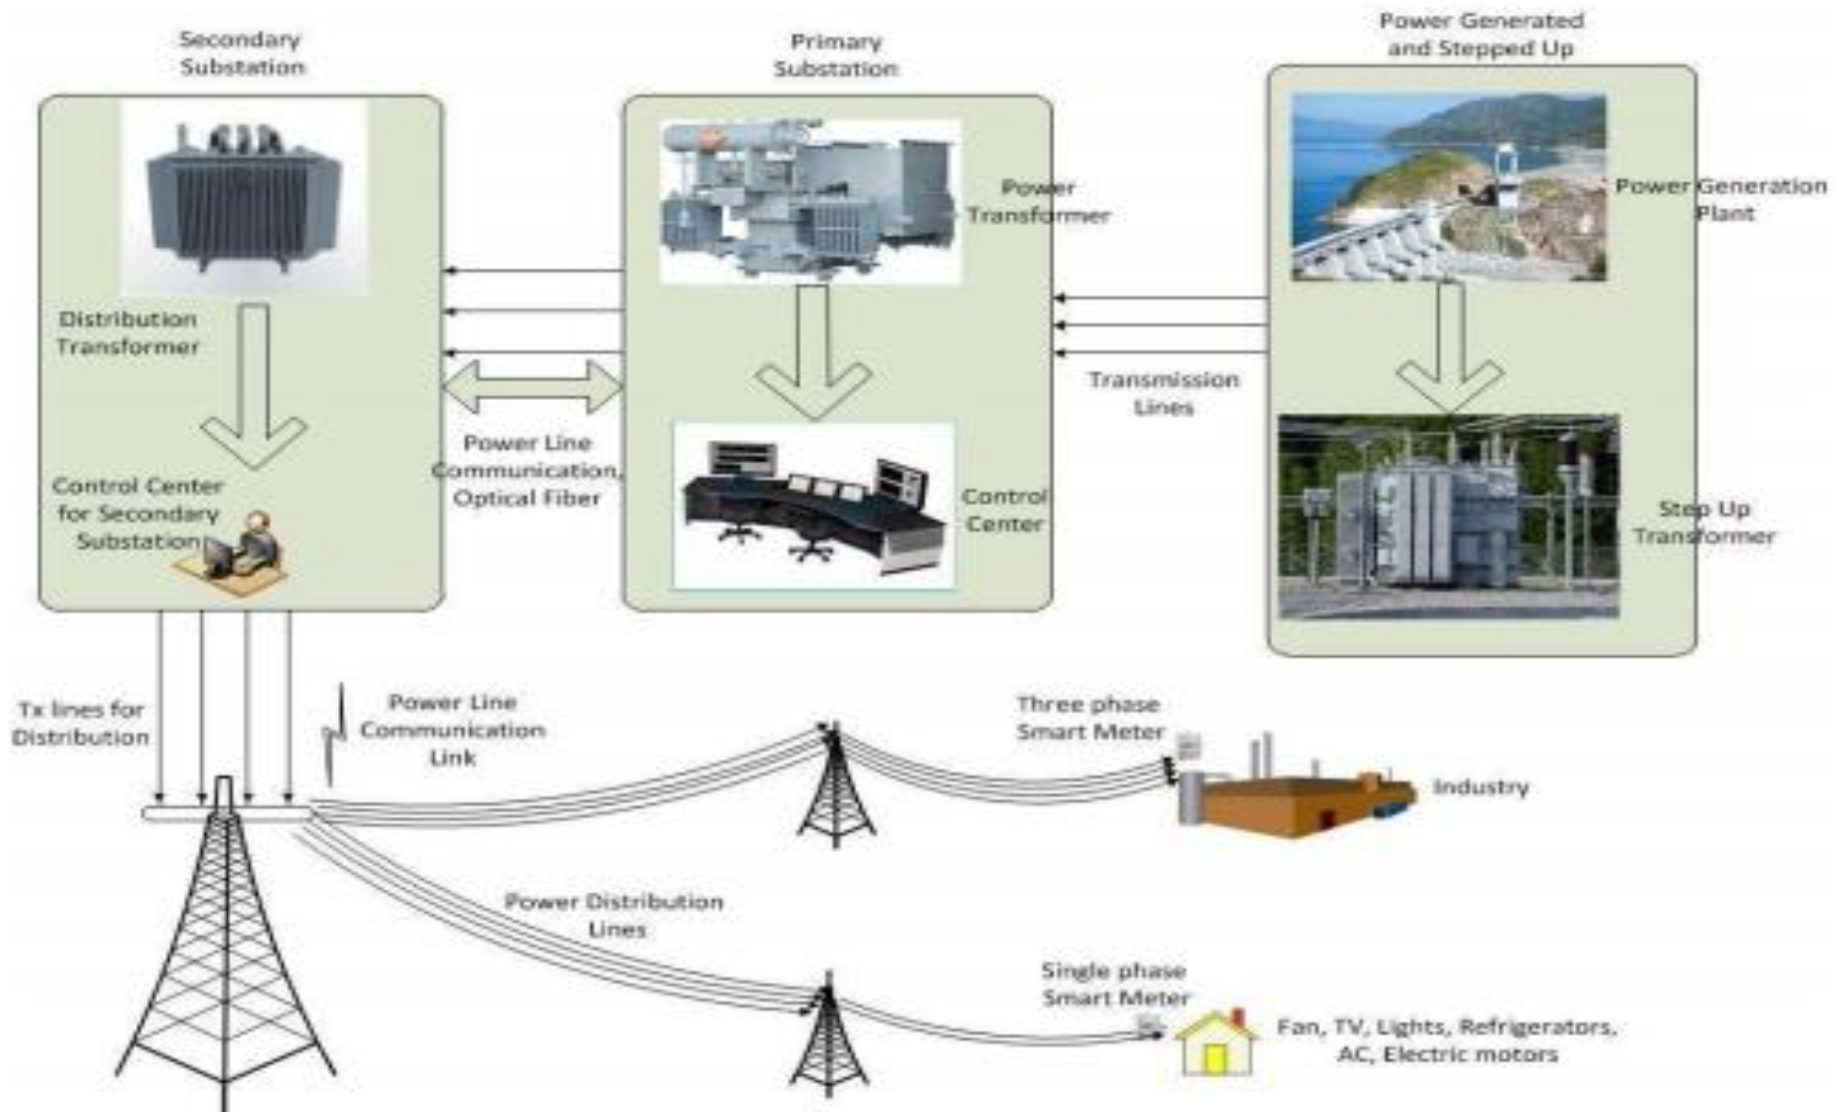 Secondary
Substation
Primary
Substation
Power Generated
and Stepped Up
Power
Transformer
Power Generation
Plant
Distribution
Transformer
Transmission
Lines
Power Line
Communication,
Optical Fiber
Control Center
for Secondary
Substation
Control
Center
Step Up
Transformer
Tx lines for
Distribution
Power Line
Communication
Link
Three phase
Smart Meter
Industry
Power Distribution
Lines
Single phase
Smart Meter
Fan, TV, Lights, Refrigerators,
AC, Electric motors